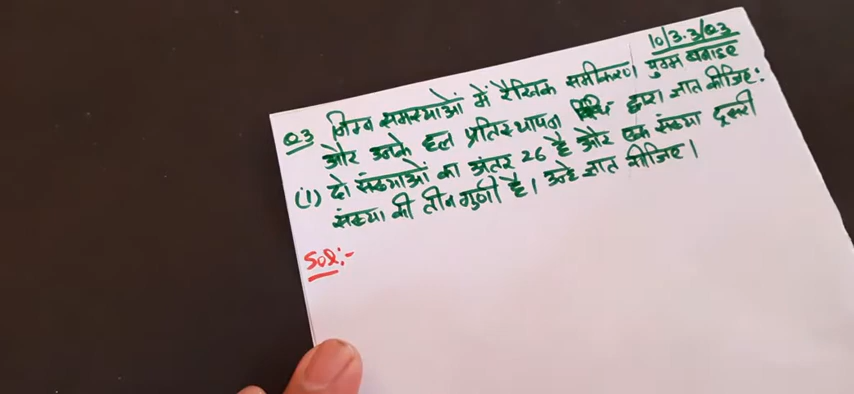 10/3.3/Q3
Q3 निम्न समस्याओं में रैखिक समीकरण युग्म बनाइए
और उनके हल प्रतिस्थापन विधि द्वारा ज्ञात कीजिए:
(i) दो संख्याओं का अंतर 26 है और एक संख्या दूसरी
संख्या की तीन गुनी है। उन्हें ज्ञात कीजिए।
Sol:-